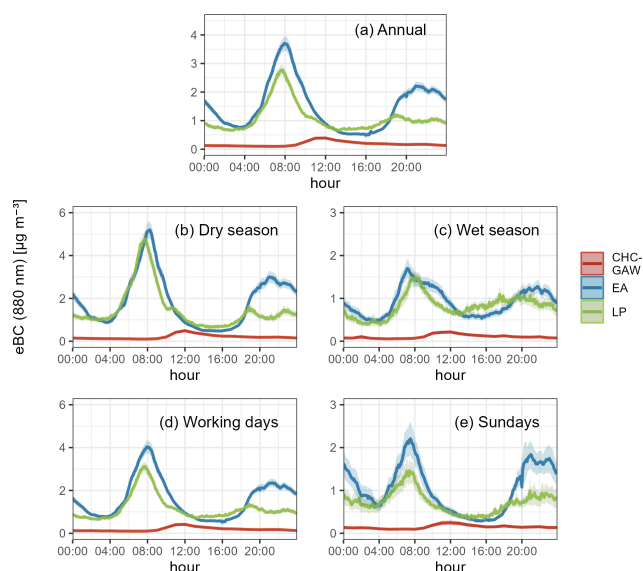 (a) Annual
4
3
2
1
0
00:00 04:00 08:00 12:00 16:00 20:00
hour
eBC (880 nm) [µg m⁻³]
(b) Dry season
6
4
2
0
00:00 04:00 08:00 12:00 16:00 20:00
hour
(c) Wet season
3
2
1
0
00:00 04:00 08:00 12:00 16:00 20:00
hour
CHC-
GAW
EA
LP
(d) Working days
6
4
2
0
00:00 04:00 08:00 12:00 16:00 20:00
hour
(e) Sundays
3
2
1
0
00:00 04:00 08:00 12:00 16:00 20:00
hour